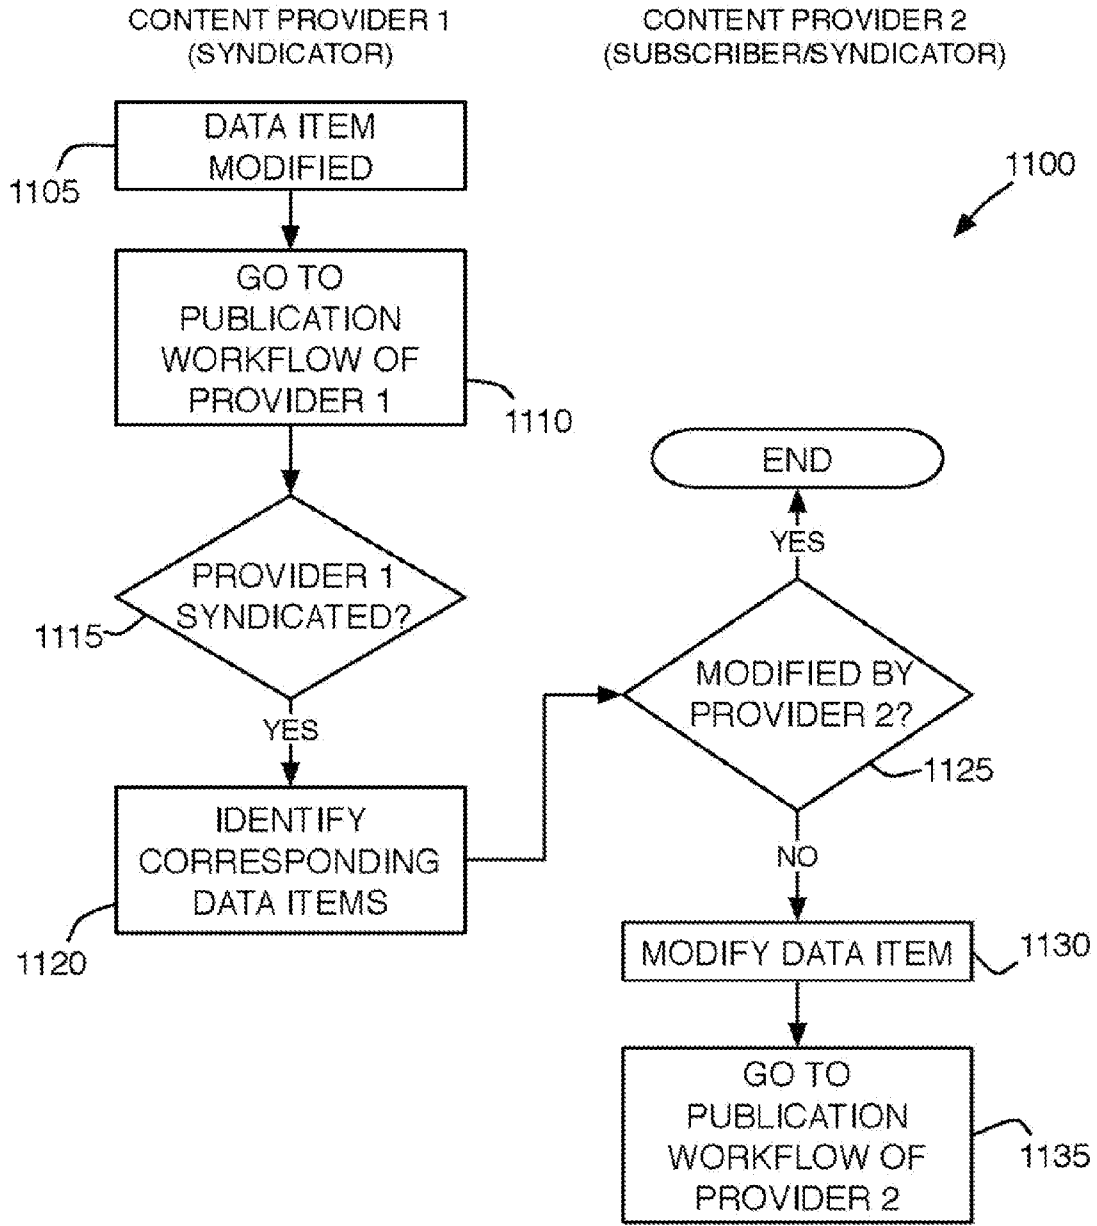 CONTENT PROVIDER 1
(SYNDICATOR)
CONTENT PROVIDER 2
(SUBSCRIBER/SYNDICATOR)
DATA ITEM
MODIFIED
1105
1100
GO TO
PUBLICATION
WORKFLOW OF
PROVIDER 1
1110
END
YES
PROVIDER 1
SYNDICATED?
1115
YES
MODIFIED BY
PROVIDER 2?
1125
IDENTIFY
CORRESPONDING
DATA ITEMS
1120
NO
MODIFY DATA ITEM
1130
GO TO
PUBLICATION
WORKFLOW OF
PROVIDER 2
1135